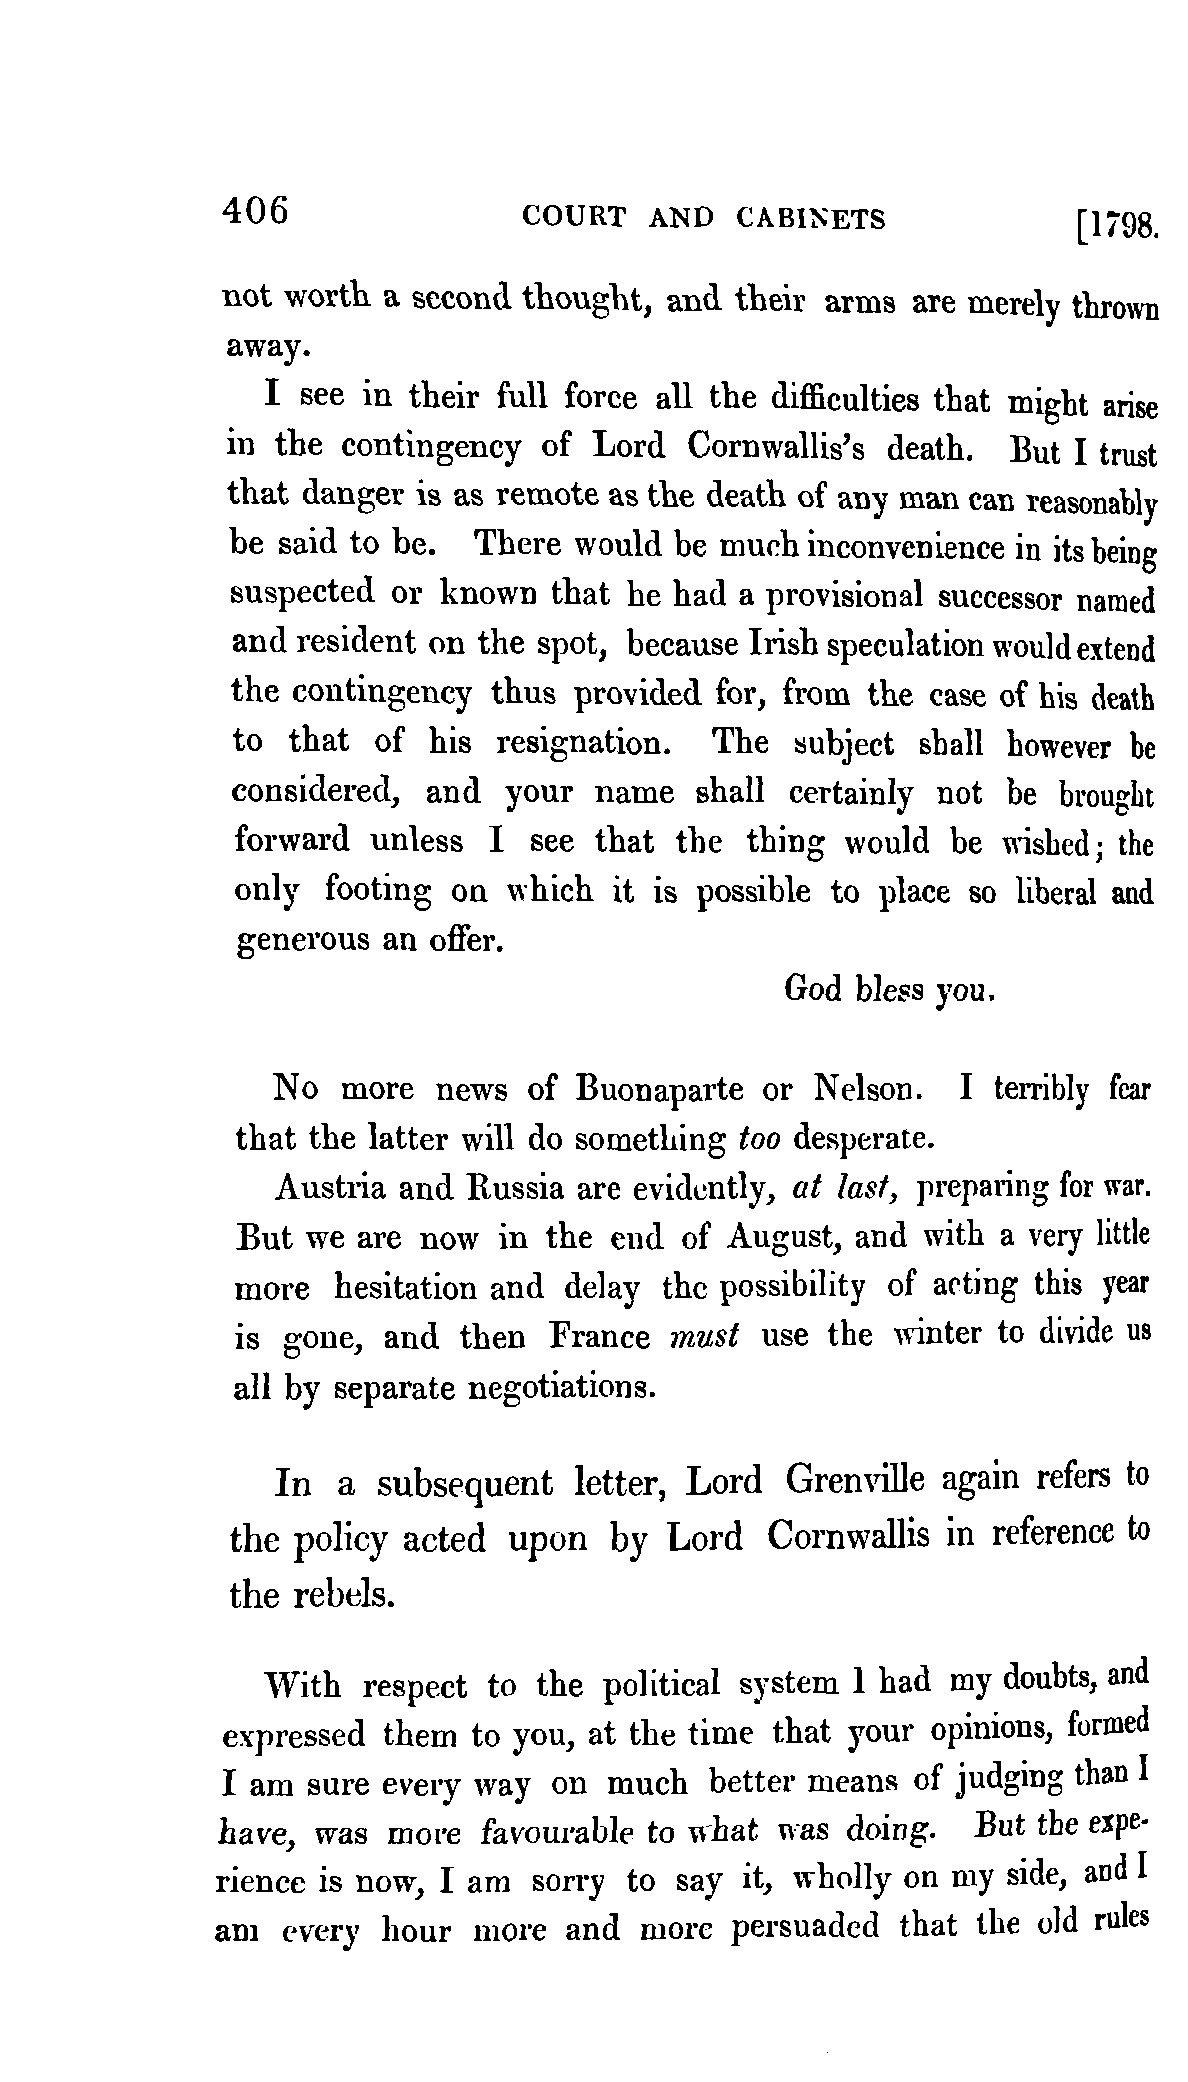 406 COURT AND CABINETS [1798.
not worth a second thought, and their arms are merely thrown
away.
I see in their full force all the difficulties that might arise
in the contingency of Lord Cornwallis's death. But I trust
that danger is as remote as the death of any man can reasonably
be said to be. There would be much inconvenience in its being
suspected or known that he had a provisional successor named
and resident on the spot, because Irish speculation would extend
the contingency thus provided for, from the case of his death
to that of his resignation. The subject shall however be
considered, and your name shall certainly not be brought
forward unless I see that the thing would be wished; the
only footing on which it is possible to place so liberal and
generous an offer.
God bless you.
No more news of Buonaparte or Nelson. I terribly fear
that the latter will do something too desperate.
Austria and Russia are evidently, at last, preparing for war.
But we are now in the end of August, and with a very little
more hesitation and delay the possibility of acting this year
is gone, and then France must use the winter to divide us
all by separate negotiations.
In a subsequent letter, Lord Grenville again refers to
the policy acted upon by Lord Cornwallis in reference to
the rebels.
With respect to the political system I had my doubts, and
expressed them to you, at the time that your opinions, formed
I am sure every way on much better means of judging than I
have, was more favourable to what was doing. But the expe-
rience is now, I am sorry to say it, wholly on my side, and I
am every hour more and more persuaded that the old rules